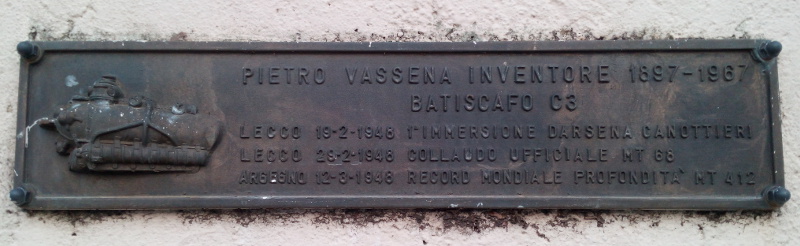 PIETRO VASSENA INVENTORE 1897-1967
BATISCAFO C3
LECCO 19-2-1948 1ª IMMERSIONE DARSENA CANOTTIERI
LECCO 28-2-1948 COLLAUDO UFFICIALE MT 68
ARGEGNO 12-3-1948 RECORD MONDIALE PROFONDITA' MT 412